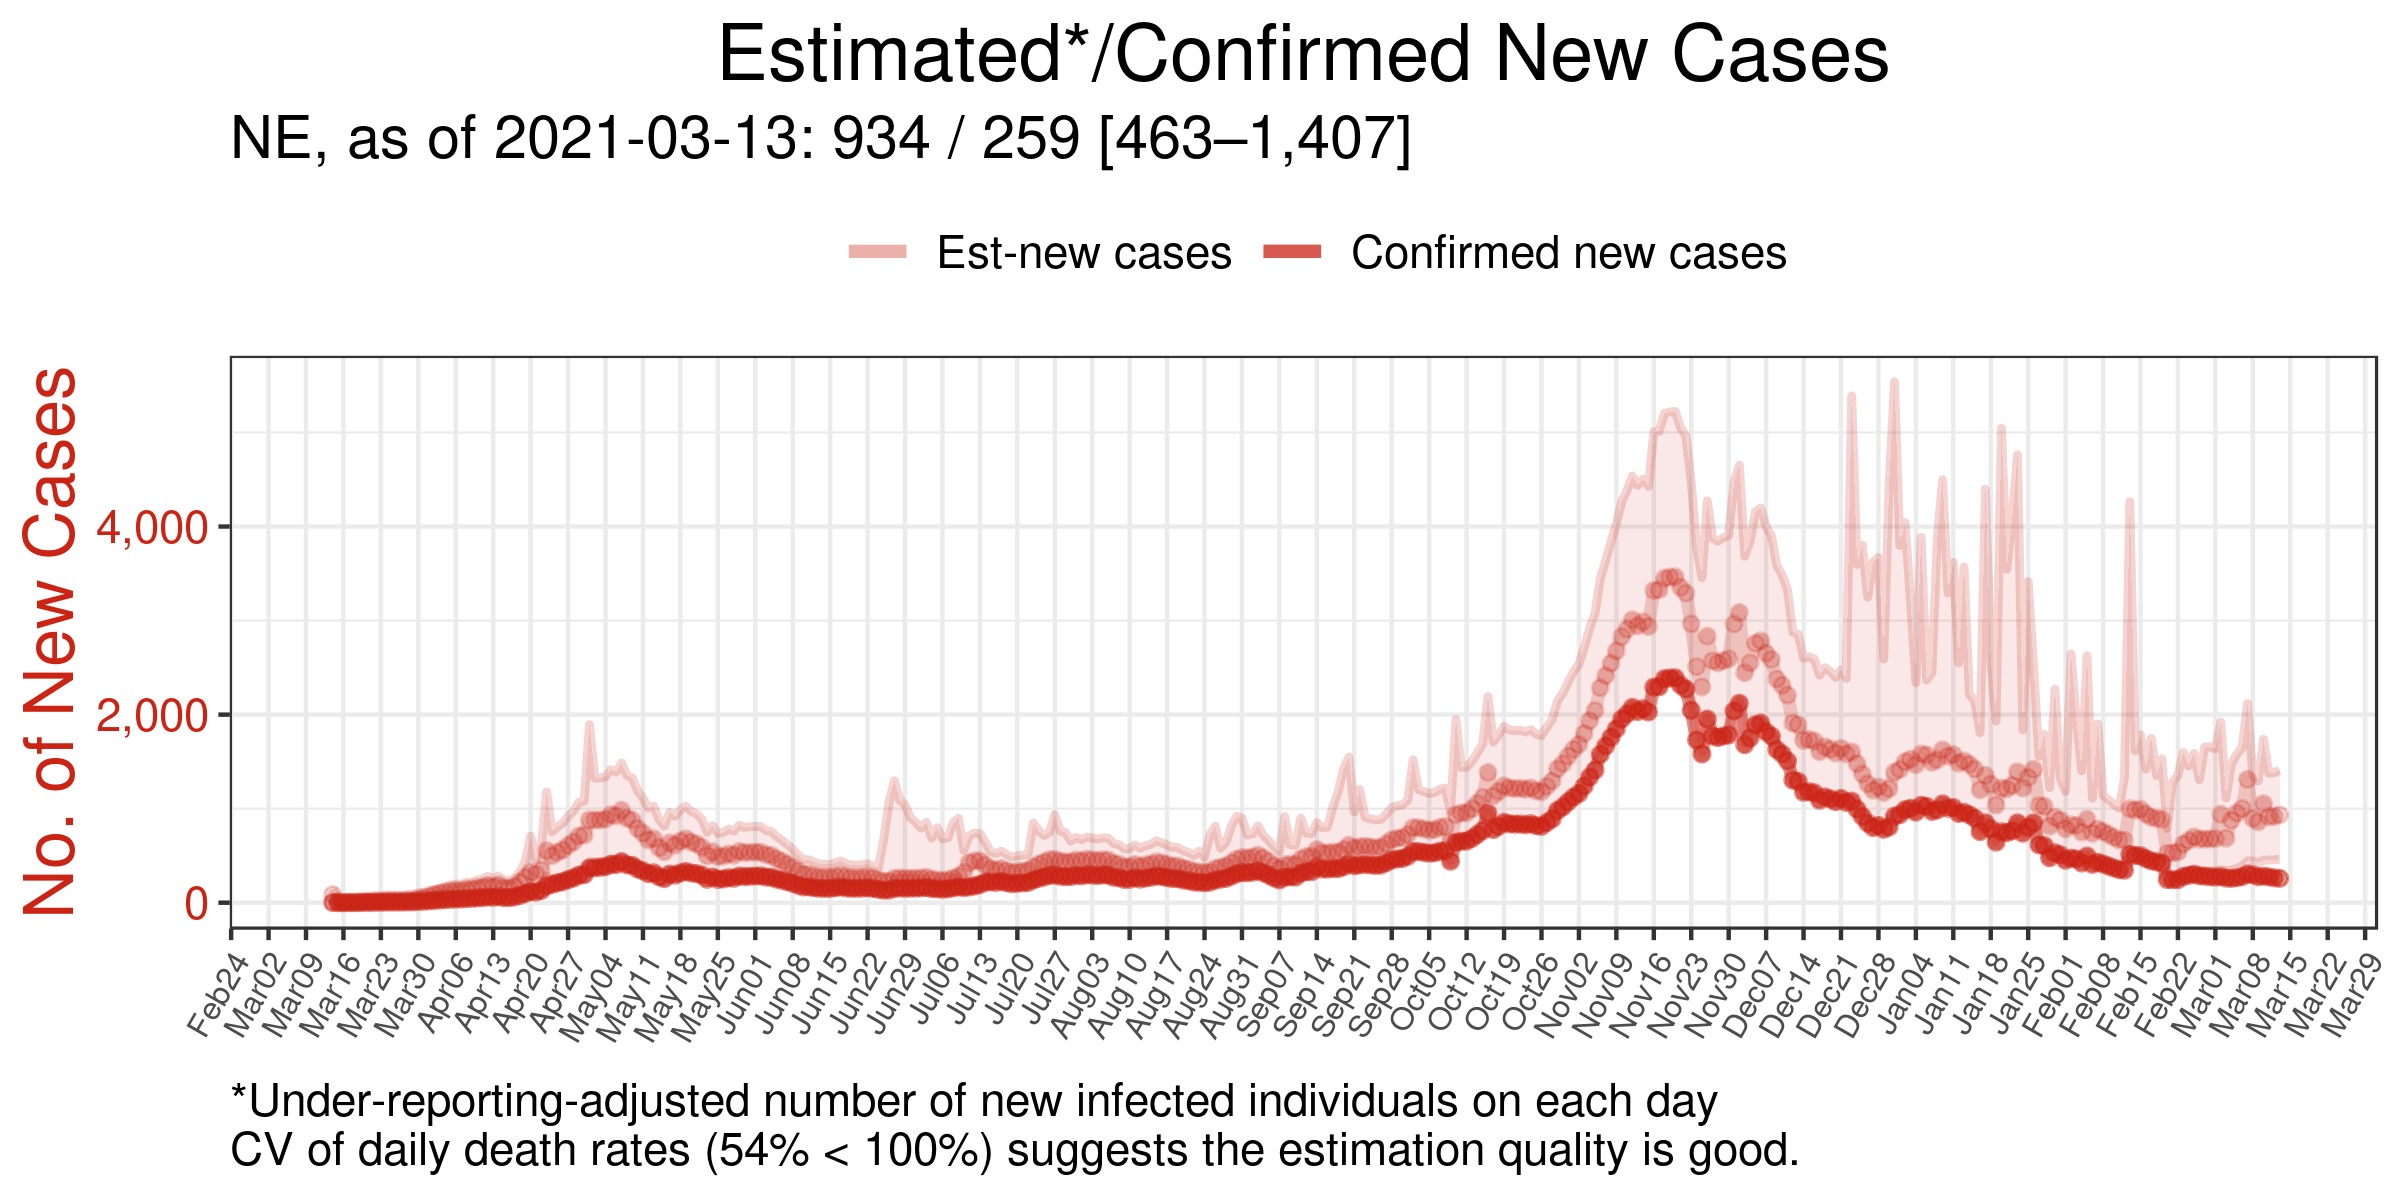 Estimated*/Confirmed New Cases
NE, as of 2021-03-13: 934 / 259 [463–1,407]
Est-new cases
Confirmed new cases
No. of New Cases
4,000
2,000
0
Feb24
Mar02
Mar09
Mar16
Mar23
Mar30
Apr06
Apr13
Apr20
Apr27
May04
May11
May18
May25
Jun01
Jun08
Jun15
Jun22
Jun29
Jul06
Jul13
Jul20
Jul27
Aug03
Aug10
Aug17
Aug24
Aug31
Sep07
Sep14
Sep21
Sep28
Oct05
Oct12
Oct19
Oct26
Nov02
Nov09
Nov16
Nov23
Nov30
Dec07
Dec14
Dec21
Dec28
Jan04
Jan11
Jan18
Jan25
Feb01
Feb08
Feb15
Feb22
Mar01
Mar08
Mar15
Mar22
Mar29
*Under-reporting-adjusted number of new infected individuals on each day
CV of daily death rates (54% < 100%) suggests the estimation quality is good.